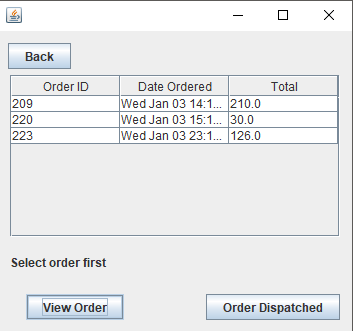 Back
Order ID Date Ordered Total
209 Wed Jan 03 14:1... 210.0
220 Wed Jan 03 15:1... 30.0
223 Wed Jan 03 23:1... 126.0
Select order first
View Order Order Dispatched